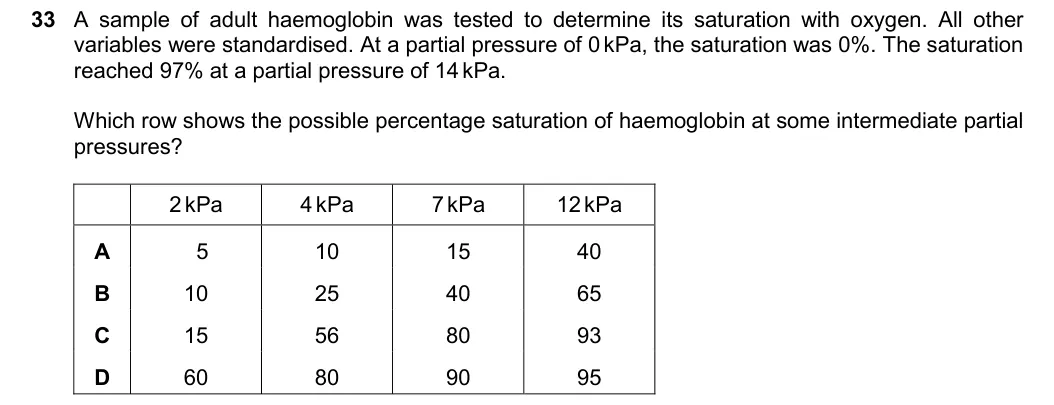 33 A sample of adult haemoglobin was tested to determine its saturation with oxygen. All other
variables were standardised. At a partial pressure of 0 kPa, the saturation was 0%. The saturation
reached 97% at a partial pressure of 14 kPa.
Which row shows the possible percentage saturation of haemoglobin at some intermediate partial
pressures?
2 kPa 4 kPa 7 kPa 12 kPa
A 5 10 15 40
B 10 25 40 65
C 15 56 80 93
D 60 80 90 95